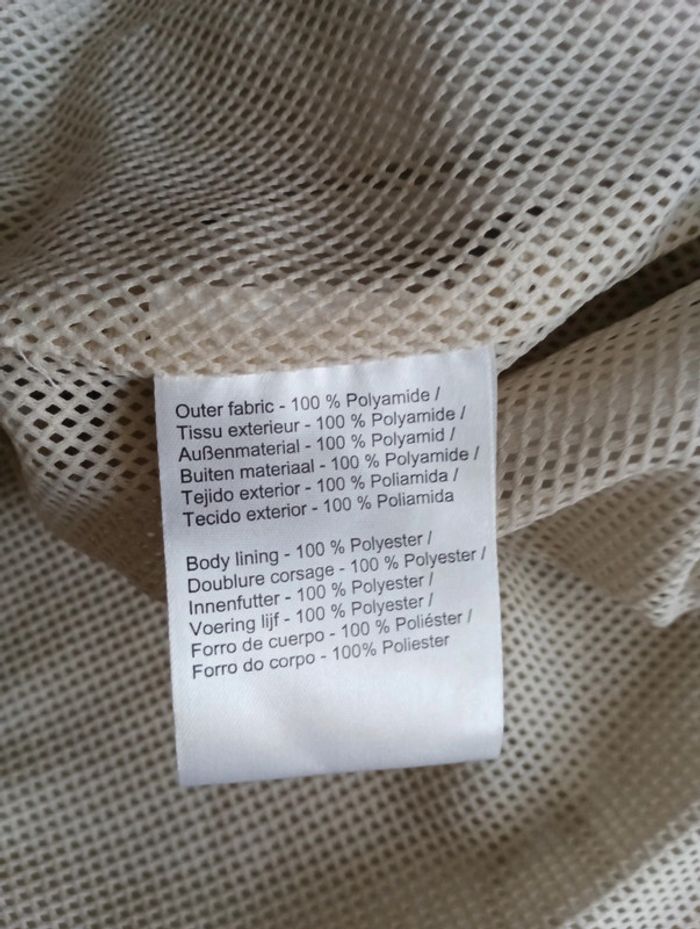 Outer fabric - 100 % Polyamide /
Tissu exterieur - 100 % Polyamide /
Außenmaterial - 100 % Polyamid /
Buiten materiaal - 100 % Polyamide /
Tejido exterior - 100 % Poliamida /
Tecido exterior - 100 % Poliamida
Body lining - 100 % Polyester /
Doublure corsage - 100 % Polyester /
Innenfutter - 100 % Polyester /
Voering lijf - 100 % Polyester /
Forro de cuerpo - 100 % Poliéster /
Forro do corpo - 100% Poliester